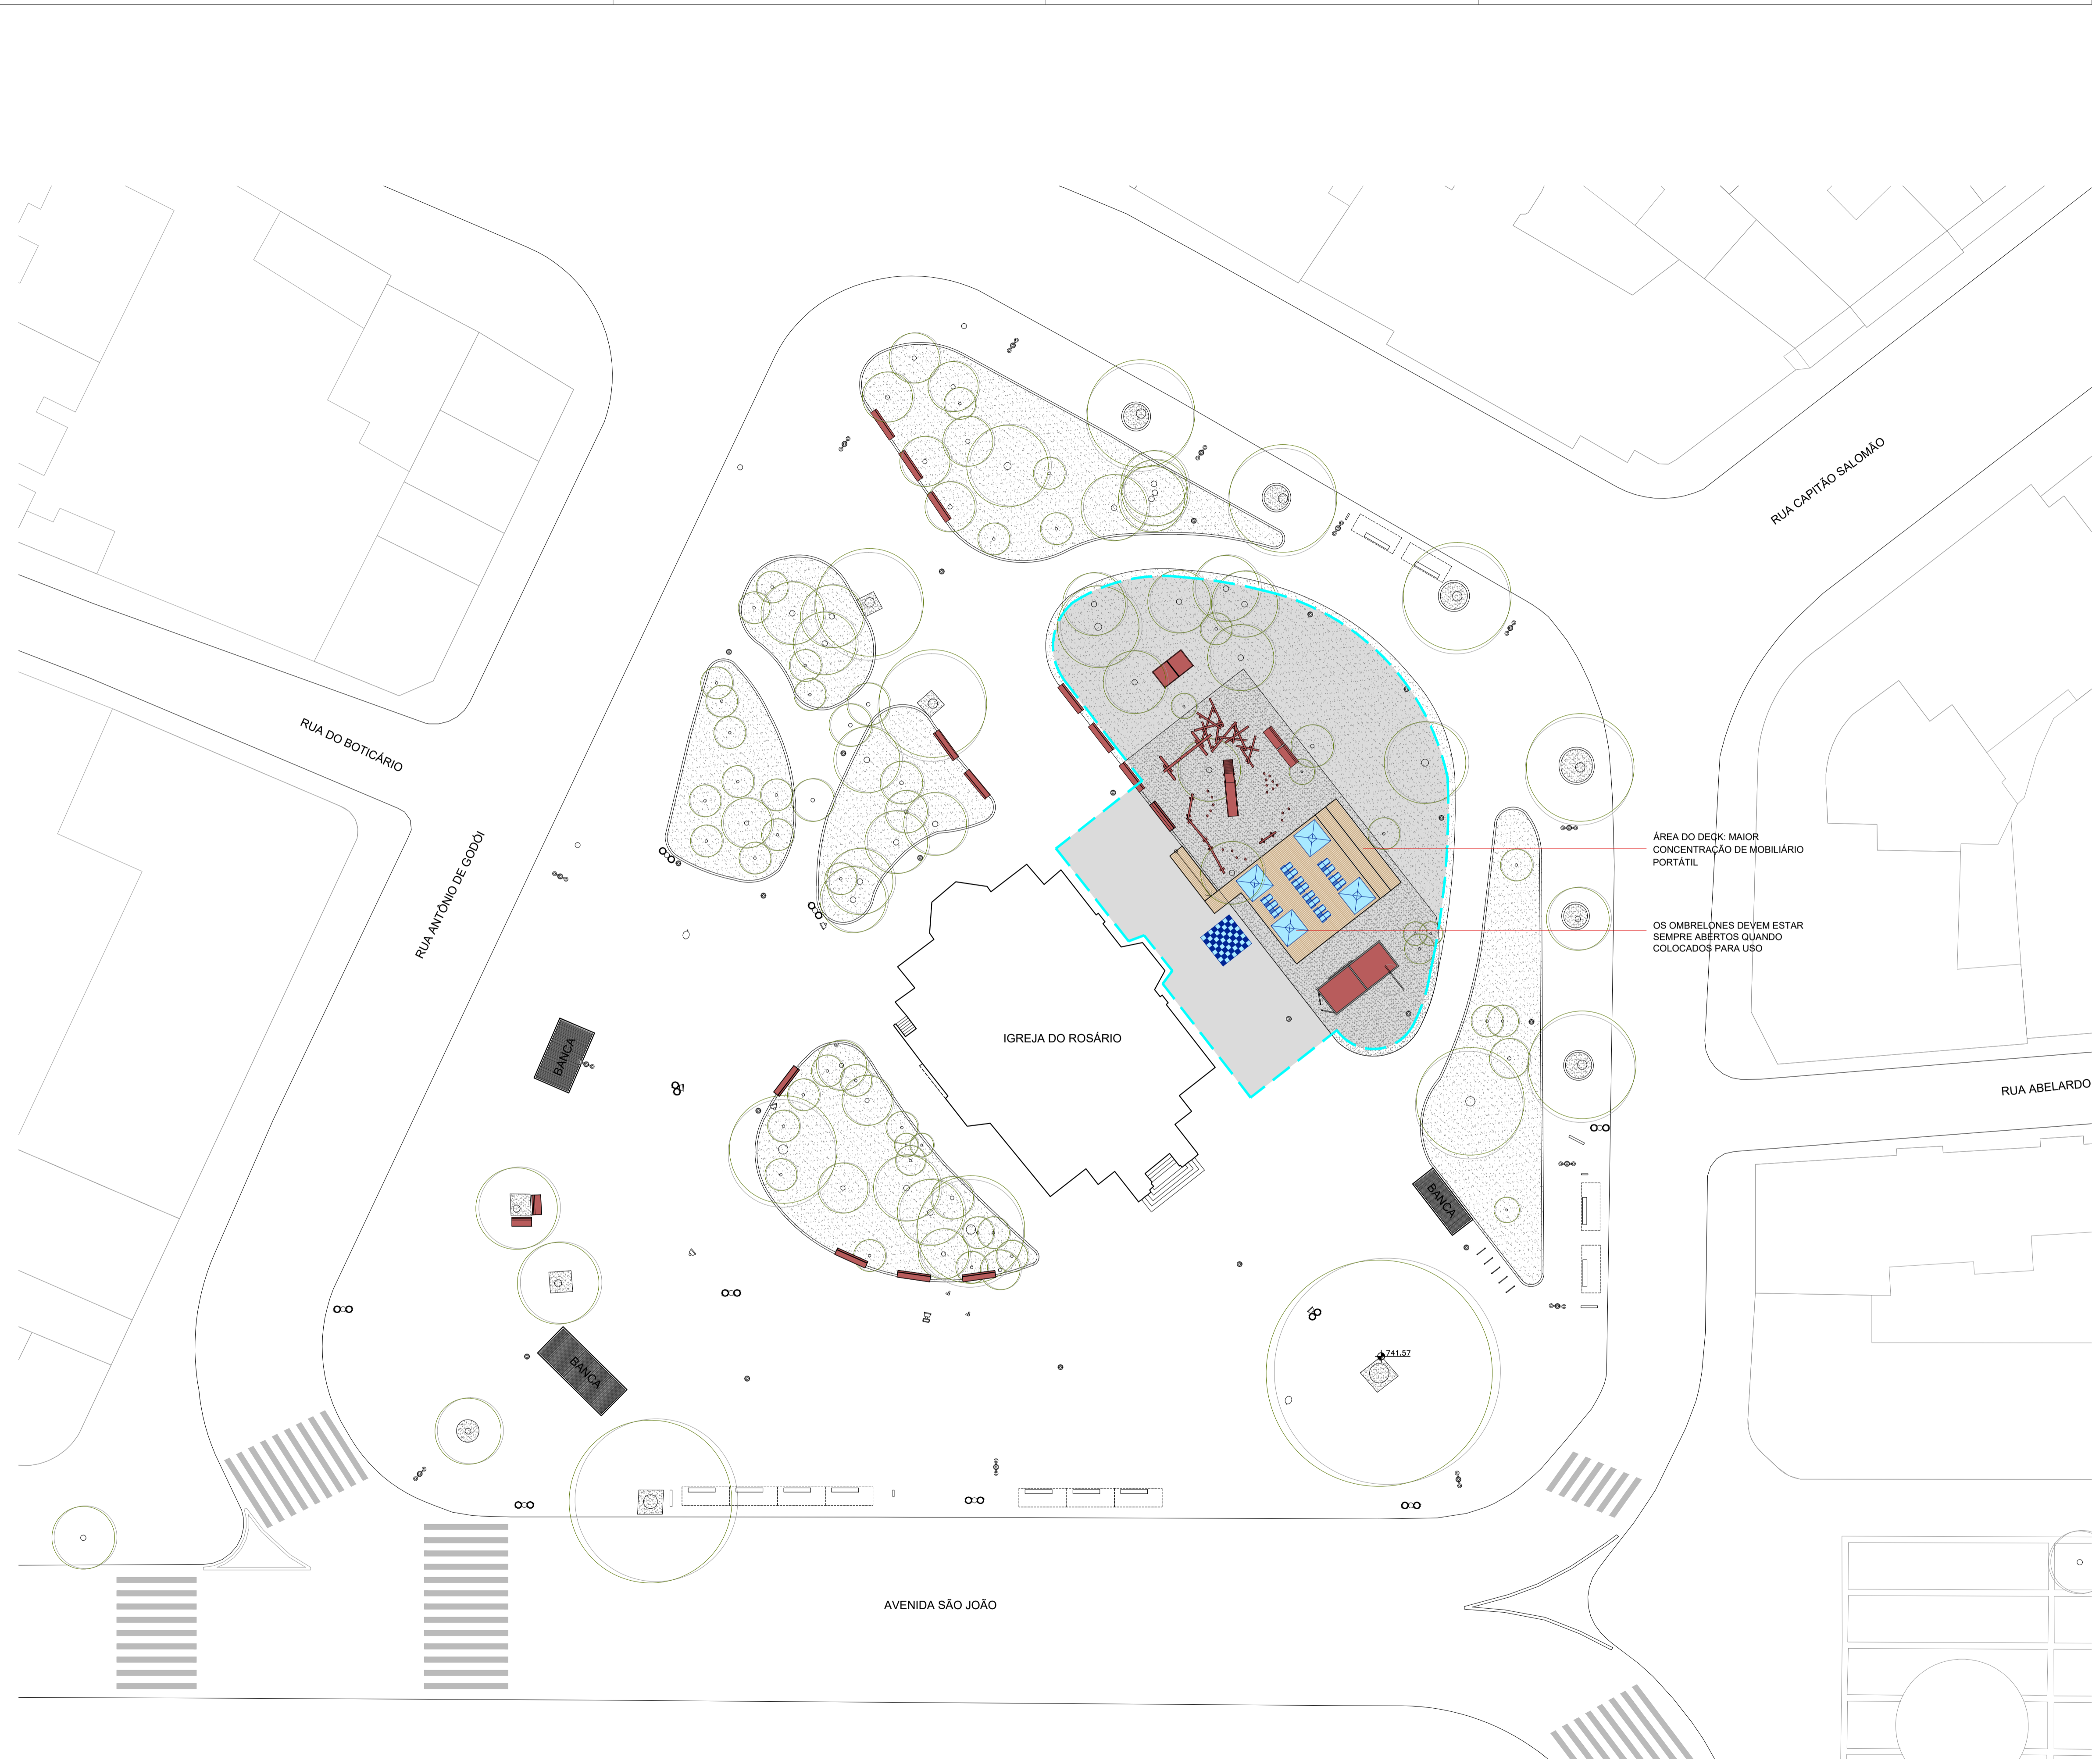 RUA CAPITÃO SALOMÃO
RUA DO BOTICÁRIO
RUA ANTÔNIO DE GODÓI
ÁREA DO DECK: MAIOR
CONCENTRAÇÃO DE MOBILIÁRIO
PORTÁTIL
OS OMBRELONES DEVEM ESTAR
SEMPRE ABERTOS QUANDO
COLOCADOS PARA USO
IGREJA DO ROSÁRIO
BANCA
RUA ABELARDO
BANCA
741,57
BANCA
AVENIDA SÃO JOÃO